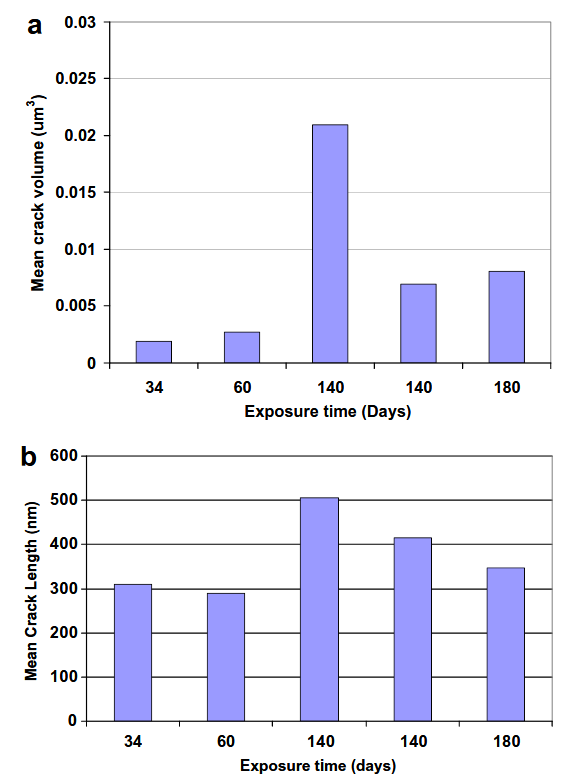 a
Mean crack volume (um³)
0.03
0.025
0.02
0.015
0.01
0.005
0
34 60 140 140 180
Exposure time (Days)
b
Mean Crack Length (nm)
600
500
400
300
200
100
0
34 60 140 140 180
Exposure time (days)